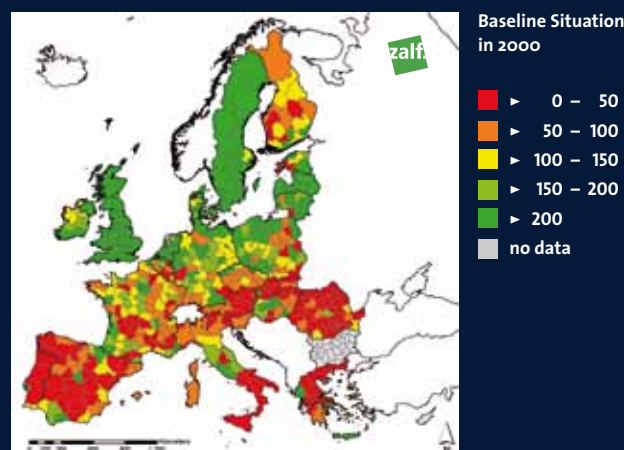 zalf.
Baseline Situation
in 2000
► 0 – 50
► 50 – 100
► 100 – 150
► 150 – 200
► 200
no data